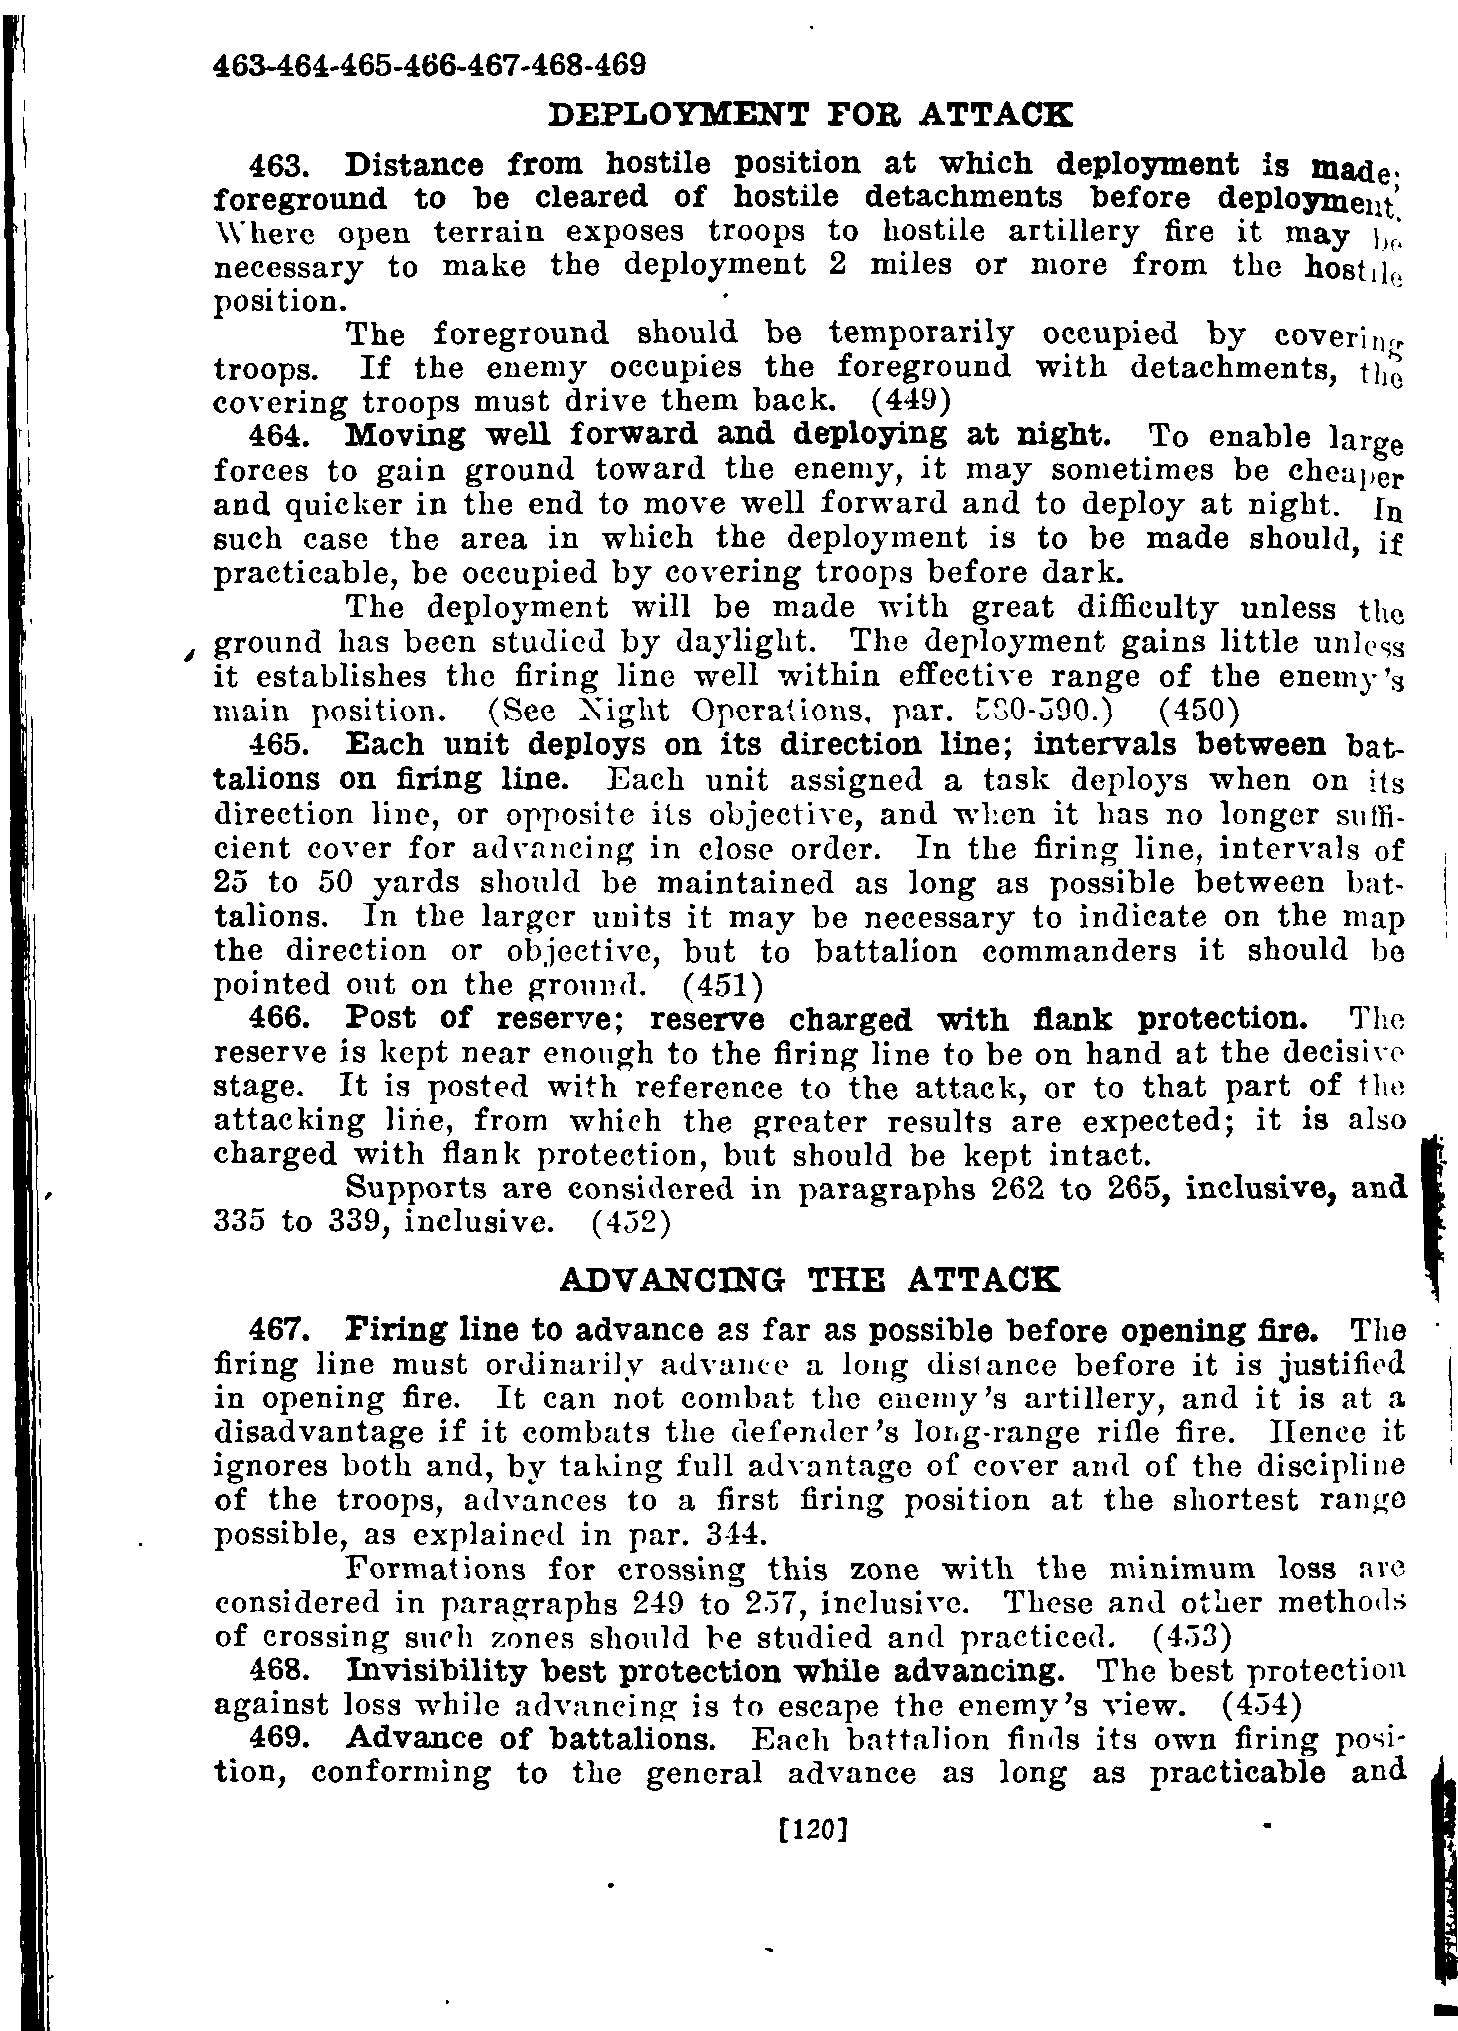 463-464-465-466-467-468-469
DEPLOYMENT FOR ATTACK
463. Distance from hostile position at which deployment is made;
foreground to be cleared of hostile detachments before deployment.
Where open terrain exposes troops to hostile artillery fire it may be
necessary to make the deployment 2 miles or more from the hostile
position.
The foreground should be temporarily occupied by covering
troops. If the enemy occupies the foreground with detachments, the
covering troops must drive them back. (449)
464. Moving well forward and deploying at night. To enable large
forces to gain ground toward the enemy, it may sometimes be cheaper
and quicker in the end to move well forward and to deploy at night. In
such case the area in which the deployment is to be made should, if
practicable, be occupied by covering troops before dark.
The deployment will be made with great difficulty unless the
ground has been studied by daylight. The deployment gains little unless
it establishes the firing line well within effective range of the enemy's
main position. (See Night Operations, par. 580-590.) (450)
465. Each unit deploys on its direction line; intervals between bat-
talions on firing line. Each unit assigned a task deploys when on its
direction line, or opposite its objective, and when it has no longer suffi-
cient cover for advancing in close order. In the firing line, intervals of
25 to 50 yards should be maintained as long as possible between bat-
talions. In the larger units it may be necessary to indicate on the map
the direction or objective, but to battalion commanders it should be
pointed out on the ground. (451)
466. Post of reserve; reserve charged with flank protection. The
reserve is kept near enough to the firing line to be on hand at the decisive
stage. It is posted with reference to the attack, or to that part of the
attacking line, from which the greater results are expected; it is also
charged with flank protection, but should be kept intact.
Supports are considered in paragraphs 262 to 265, inclusive, and
335 to 339, inclusive. (452)
ADVANCING THE ATTACK
467. Firing line to advance as far as possible before opening fire. The
firing line must ordinarily advance a long distance before it is justified
in opening fire. It can not combat the enemy's artillery, and it is at a
disadvantage if it combats the defender's long-range rifle fire. Hence it
ignores both and, by taking full advantage of cover and of the discipline
of the troops, advances to a first firing position at the shortest range
possible, as explained in par. 344.
Formations for crossing this zone with the minimum loss are
considered in paragraphs 249 to 257, inclusive. These and other methods
of crossing such zones should be studied and practiced. (453)
468. Invisibility best protection while advancing. The best protection
against loss while advancing is to escape the enemy's view. (454)
469. Advance of battalions. Each battalion finds its own firing posi-
tion, conforming to the general advance as long as practicable and
[120]